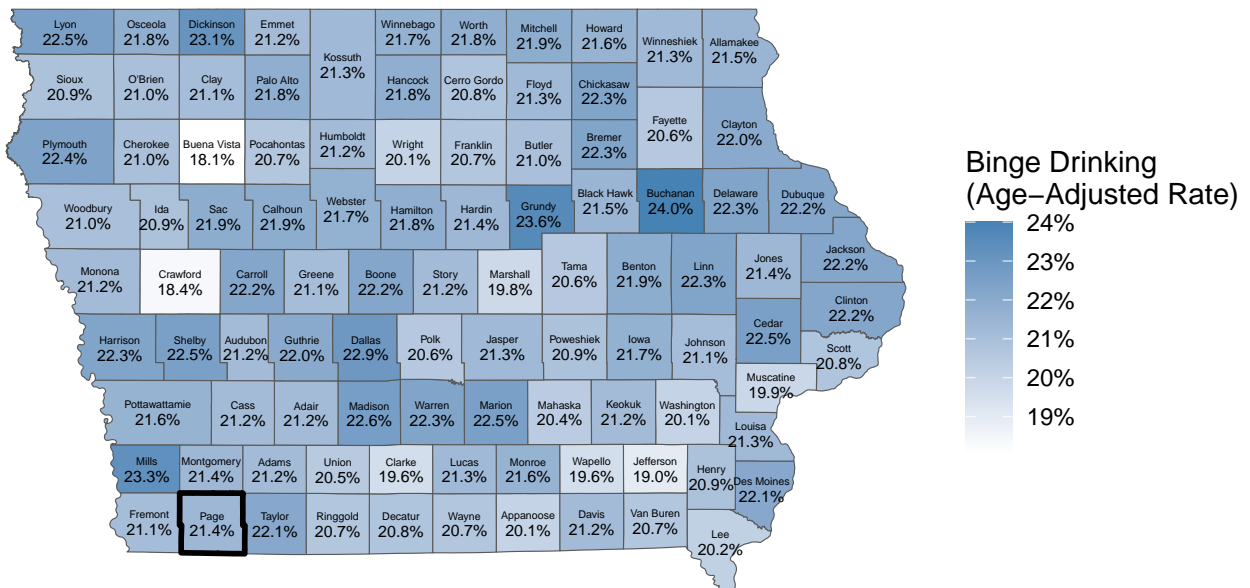 Lyon
22.5%
Osceola
21.8%
Dickinson
23.1%
Emmet
21.2%
Kossuth
21.3%
Winnebago
21.7%
Worth
21.8%
Mitchell
21.9%
Howard
21.6%
Winneshiek
21.3%
Allamakee
21.5%
Sioux
20.9%
O'Brien
21.0%
Clay
21.1%
Palo Alto
21.8%
Hancock
21.8%
Cerro Gordo
20.8%
Floyd
21.3%
Chickasaw
22.3%
Fayette
20.6%
Clayton
22.0%
Plymouth
22.4%
Cherokee
21.0%
Buena Vista
18.1%
Pocahontas
20.7%
Humboldt
21.2%
Wright
20.1%
Franklin
20.7%
Butler
21.0%
Bremer
22.3%
Woodbury
21.0%
Ida
20.9%
Sac
21.9%
Calhoun
21.9%
Webster
21.7%
Hamilton
21.8%
Hardin
21.4%
Grundy
23.6%
Black Hawk
21.5%
Buchanan
24.0%
Delaware
22.3%
Dubuque
22.2%
Monona
21.2%
Crawford
18.4%
Carroll
22.2%
Greene
21.1%
Boone
22.2%
Story
21.2%
Marshall
19.8%
Tama
20.6%
Benton
21.9%
Linn
22.3%
Jones
21.4%
Jackson
22.2%
Clinton
22.2%
Harrison
22.3%
Shelby
22.5%
Audubon
21.2%
Guthrie
22.0%
Dallas
22.9%
Polk
20.6%
Jasper
21.3%
Poweshiek
20.9%
Iowa
21.7%
Johnson
21.1%
Cedar
22.5%
Scott
20.8%
Muscatine
19.9%
Pottawattamie
21.6%
Cass
21.2%
Adair
21.2%
Madison
22.6%
Warren
22.3%
Marion
22.5%
Mahaska
20.4%
Keokuk
21.2%
Washington
20.1%
Louisa
21.3%
Mills
23.3%
Montgomery
21.4%
Adams
21.2%
Union
20.5%
Clarke
19.6%
Lucas
21.3%
Monroe
21.6%
Wapello
19.6%
Jefferson
19.0%
Henry
20.9%
Des Moines
22.1%
Fremont
21.1%
Page
21.4%
Taylor
22.1%
Ringgold
20.7%
Decatur
20.8%
Wayne
20.7%
Appanoose
20.1%
Davis
21.2%
Van Buren
20.7%
Lee
20.2%
Binge Drinking
(Age−Adjusted Rate)
24%
23%
22%
21%
20%
19%